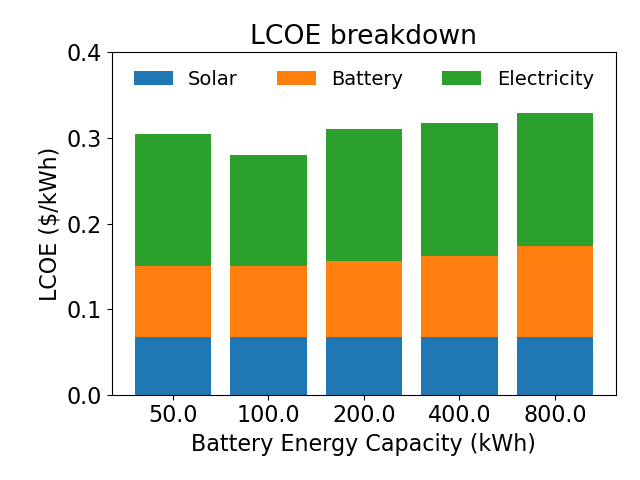 LCOE breakdown
Solar Battery Electricity
0.4
0.3
0.2
0.1
0.0
LCOE ($/kWh)
50.0 100.0 200.0 400.0 800.0
Battery Energy Capacity (kWh)